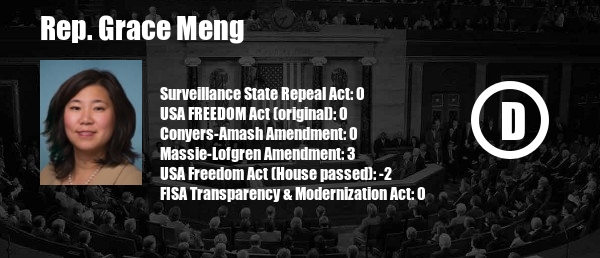 Rep. Grace Meng
Surveillance State Repeal Act: 0
USA FREEDOM Act (original): 0
Conyers-Amash Amendment: 0
Massie-Lofgren Amendment: 3
USA Freedom Act (House passed): -2
FISA Transparency & Modernization Act: 0
D